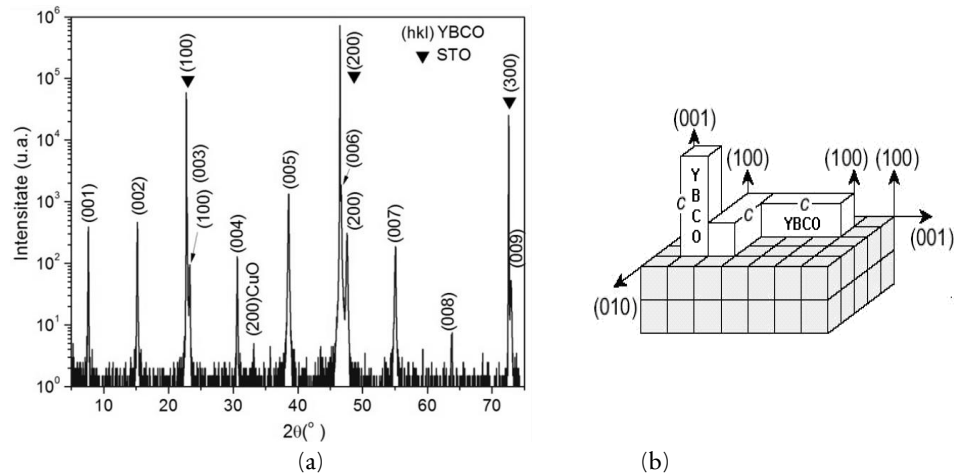 (hkl) YBCO
▼ STO
Intensitate (u.a.)
10⁶
10⁵
10⁴
10³
10²
10¹
10⁰
(001)
(002)
(100)
(003)
(100)
(004)
(200)CuO
(005)
(200)
(006)
(200)
(007)
(008)
(300)
(009)
10 20 30 40 50 60 70
2θ(°)
(a)
(001)
(100)
(100)
(100)
YBCO
C
C
C
YBCO
(001)
(010)
(b)